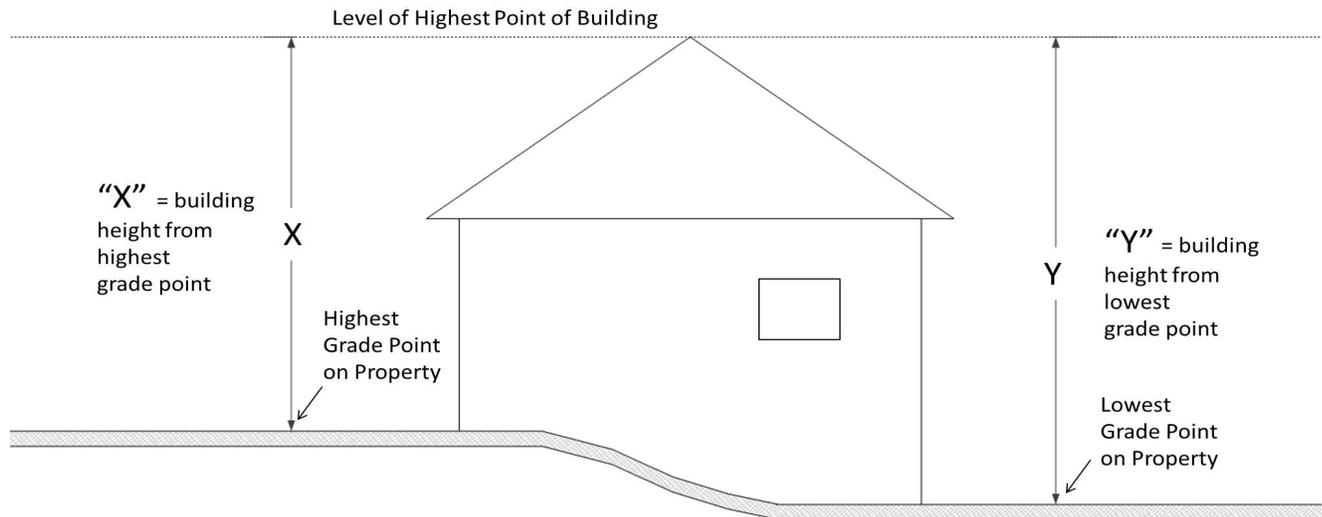 Level of Highest Point of Building
“X” = building
height from
highest
grade point
X
Highest
Grade Point
on Property
“Y” = building
height from
lowest
grade point
Y
Lowest
Grade Point
on Property